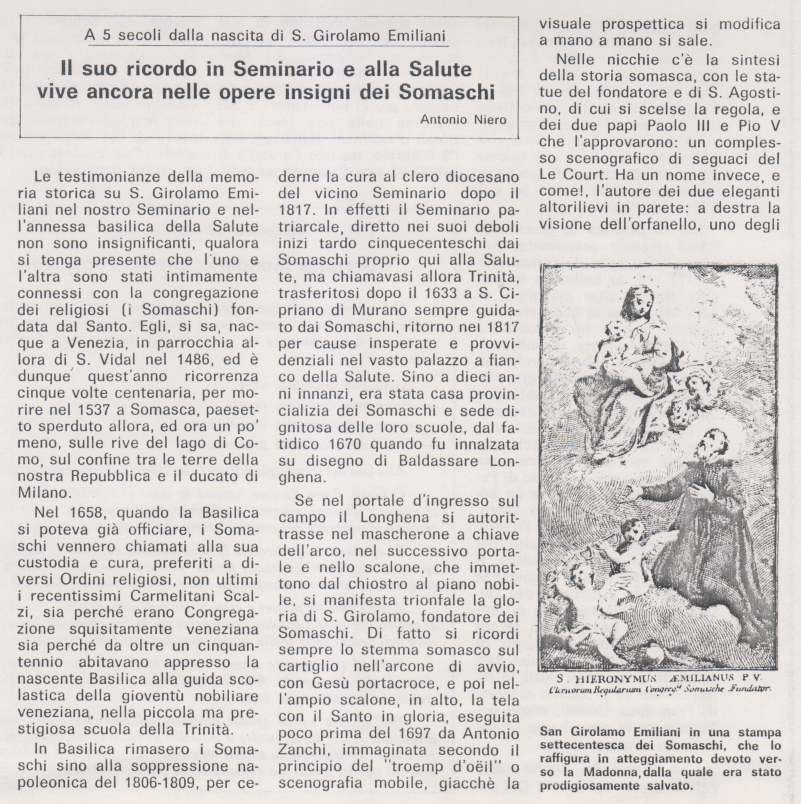 A 5 secoli dalla nascita di S. Girolamo Emiliani
Il suo ricordo in Seminario e alla Salute
vive ancora nelle opere insigni dei Somaschi
Antonio Niero
Le testimonianze della memo-
ria storica su S. Girolamo Emi-
liani nel nostro Seminario e nel-
l'annessa basilica della Salute
non sono insignificanti, qualora
si tenga presente che l'uno e
l'altra sono stati intimamente
connessi con la congregazione
dei religiosi (i Somaschi) fon-
data dal Santo. Egli, si sa, nac-
que a Venezia, in parrocchia al-
lora di S. Vidal nel 1486, ed è
dunque quest'anno ricorrenza
cinque volte centenaria, per mo-
rire nel 1537 a Somasca, paeset-
to sperduto allora, ed ora un po'
meno, sulle rive del lago di Co-
mo, sul confine tra le terre della
nostra Repubblica e il ducato di
Milano.
Nel 1658, quando la Basilica
si poteva già officiare, i Soma-
schi vennero chiamati alla sua
custodia e cura, preferiti a di-
versi Ordini religiosi, non ultimi
i recentissimi Carmelitani Scal-
zi, sia perché erano Congrega-
zione squisitamente veneziana
sia perché da oltre un cinquan-
tennio abitavano appresso la
nascente Basilica alla guida sco-
lastica della gioventù nobiliare
veneziana, nella piccola ma pre-
stigiosa scuola della Trinità.
In Basilica rimasero i Soma-
schi sino alla soppressione na-
poleonica del 1806-1809, per ce-
derne la cura al clero diocesano
del vicino Seminario dopo il
1817. In effetti il Seminario pa-
triarcale, diretto nei suoi deboli
inizi tardo cinquecenteschi dai
Somaschi proprio qui alla Salu-
te, ma chiamavasi allora Trinità,
trasferitosi dopo il 1633 a S. Ci-
priano di Murano sempre guida-
to dai Somaschi, ritorno nel 1817
per cause insperate e provvi-
denziali nel vasto palazzo a fian-
co della Salute. Sino a dieci an-
ni innanzi, era stata casa provin-
cializia dei Somaschi e sede di-
gnitosa delle loro scuole, dal fa-
tidico 1670 quando fu innalzata
su disegno di Baldassare Lon-
ghena.
Se nel portale d'ingresso sul
campo il Longhena si autorit-
trasse nel mascherone a chiave
dell'arco, nel successivo porta-
le e nello scalone, che immet-
tono dal chiostro al piano nobi-
le, si manifesta trionfale la glo-
ria di S. Girolamo, fondatore dei
Somaschi. Di fatto si ricordi
sempre lo stemma somasco sul
cartiglio nell'arcone di avvio,
con Gesù portacroce, e poi nel-
l'ampio scalone, in alto, la tela
con il Santo in gloria, eseguita
poco prima del 1697 da Antonio
Zanchi, immaginata secondo il
principio del "troemp d'oëil" o
scenografia mobile, giacchè la
visuale prospettica si modifica
a mano a mano si sale.
Nelle nicchie c'è la sintesi
della storia somasca, con le sta-
tue del fondatore e di S. Agosti-
no, di cui si scelse la regola, e
dei due papi Paolo III e Pio V
che l'approvarono: un comples-
so scenografico di seguaci del
Le Court. Ha un nome invece, e
come!, l'autore dei due eleganti
altorilievi in parete: a destra la
visione dell'orfanello, uno degli
S. HIERONYMUS ÆMILIANUS P. V.
Clericorum Regularium Congreg.s Somasche Fundator.
San Girolamo Emiliani in una stampa
settecentesca dei Somaschi, che lo
raffigura in atteggiamento devoto ver-
so la Madonna, dalla quale era stato
prodigiosamente salvato.